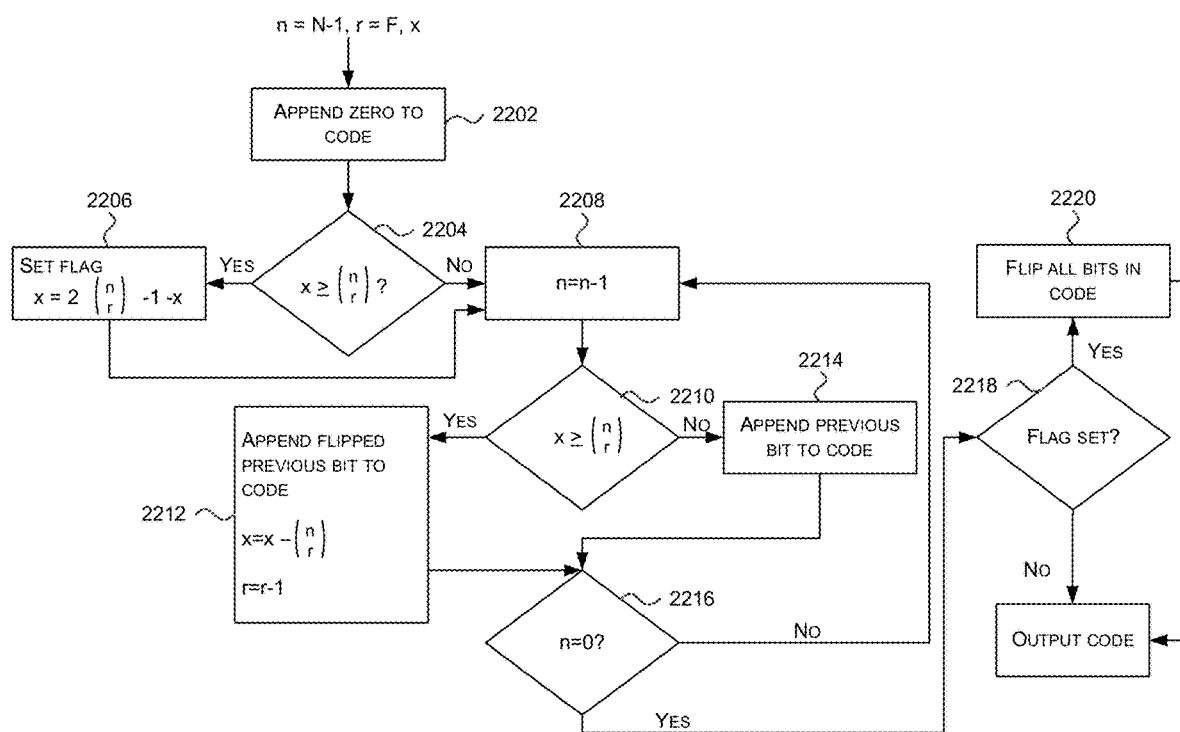 n = N-1, r = F, x
APPEND ZERO TO
CODE
2202
2206
SET FLAG
x = 2 ( n r ) -1 -x
YES
2204
x ≥ ( n r ) ?
NO
2208
n=n-1
2210
x ≥ ( n r )
YES
NO
2212
APPEND FLIPPED
PREVIOUS BIT TO
CODE
x=x – ( n r )
r=r-1
2214
APPEND PREVIOUS
BIT TO CODE
2216
n=0?
NO
YES
2218
FLAG SET?
YES
NO
2220
FLIP ALL BITS IN
CODE
OUTPUT CODE